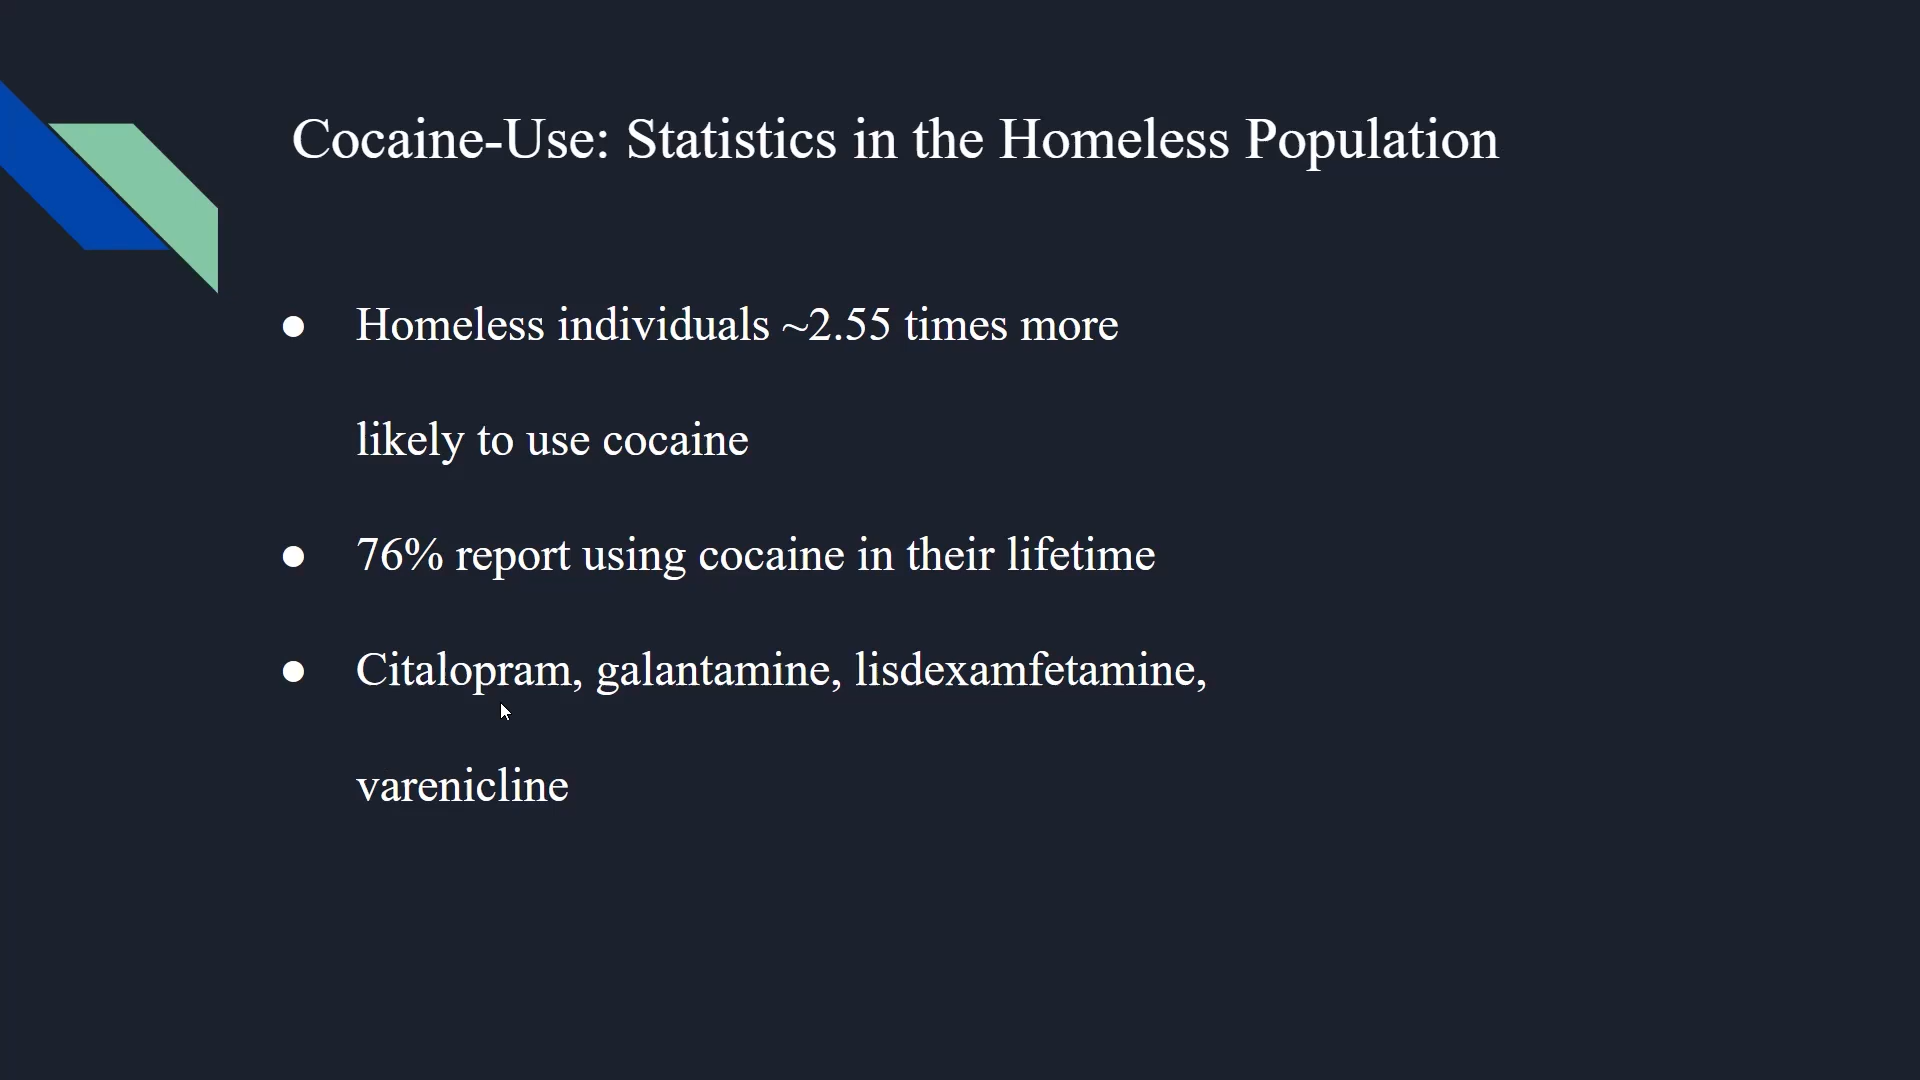 Cocaine-Use: Statistics in the Homeless Population
● Homeless individuals ~2.55 times more
likely to use cocaine
● 76% report using cocaine in their lifetime
● Citalopram, galantamine, lisdexamfetamine,
varenicline